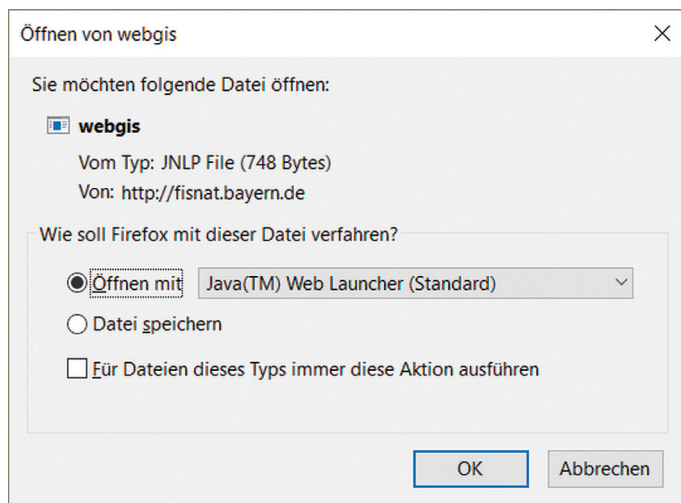 Öffnen von webgis
Sie möchten folgende Datei öffnen:
webgis
Vom Typ: JNLP File (748 Bytes)
Von: http://fisnat.bayern.de
Wie soll Firefox mit dieser Datei verfahren?
Öffnen mit Java(TM) Web Launcher (Standard)
Datei speichern
Für Dateien dieses Typs immer diese Aktion ausführen
OK Abbrechen